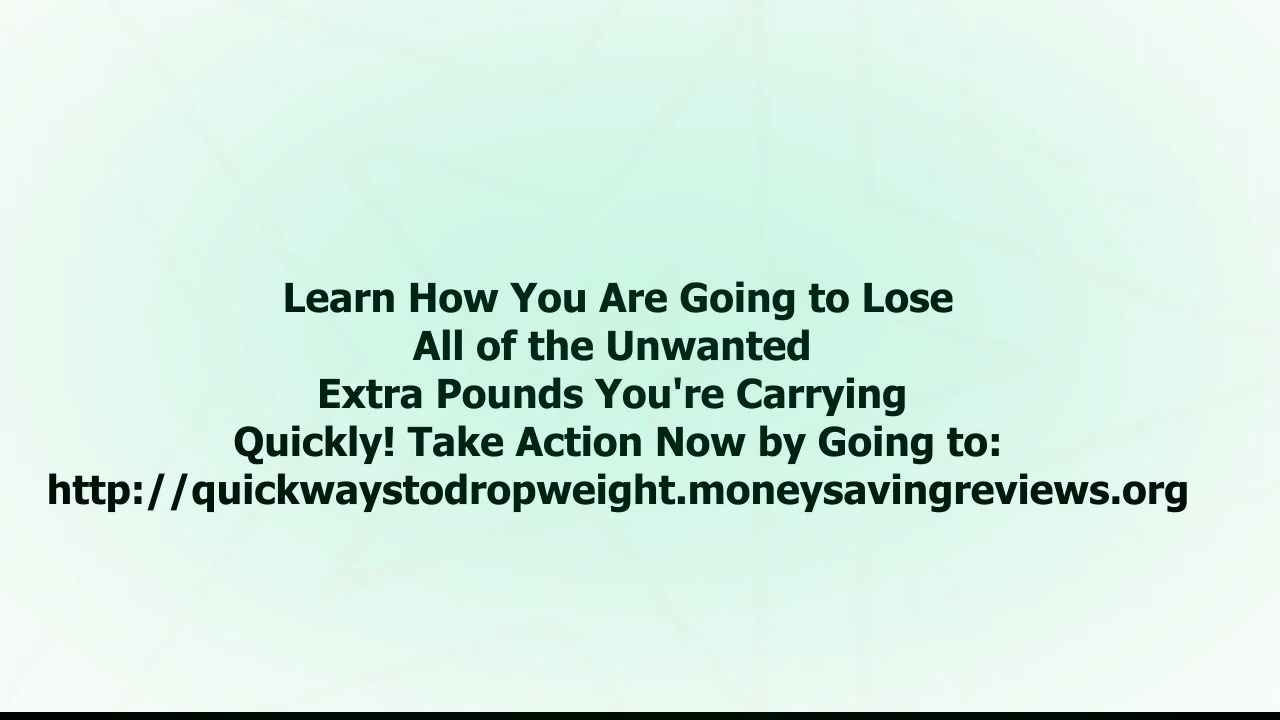 Learn How You Are Going to Lose
All of the Unwanted
Extra Pounds You're Carrying
Quickly! Take Action Now by Going to:
http://quickwaystodropweight.moneysavingreviews.org